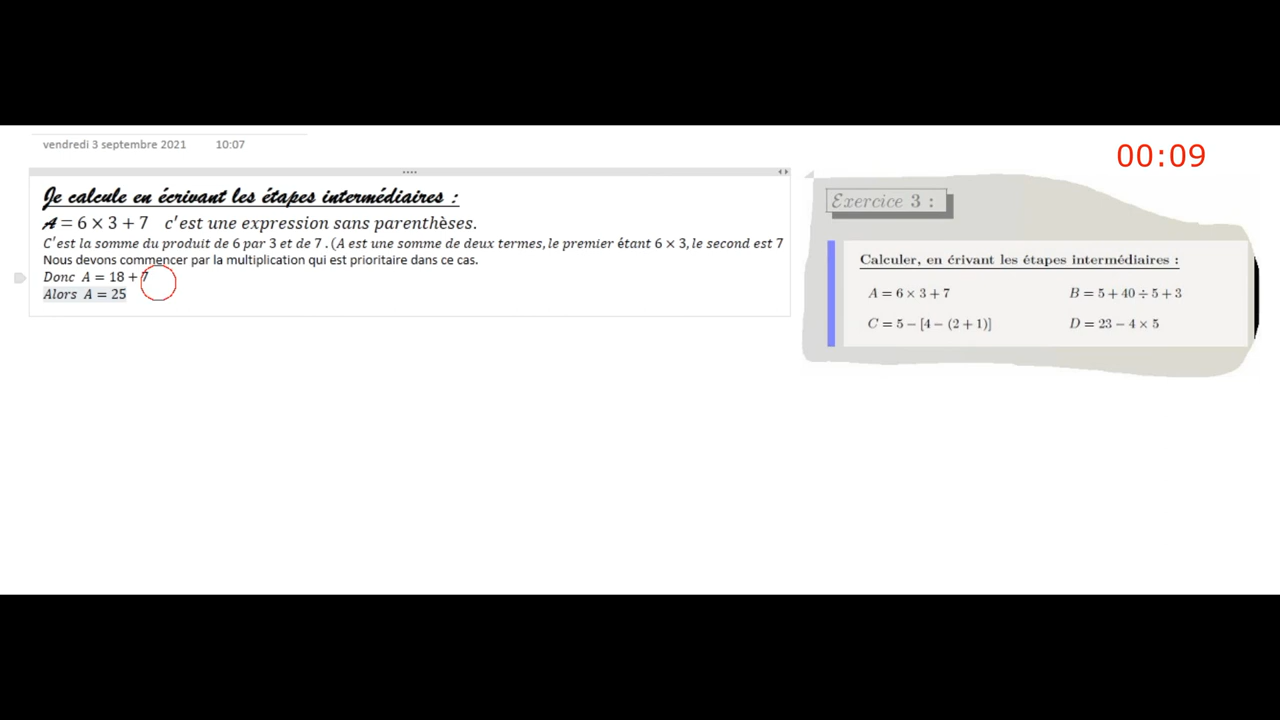 vendredi 3 septembre 2021 10:07
00:09
Je calcule en écrivant les étapes intermédiaires :
A = 6 × 3 + 7 c'est une expression sans parenthèses.
C'est la somme du produit de 6 par 3 et de 7 . (A est une somme de deux termes, le premier étant 6 × 3, le second est 7
Nous devons commencer par la multiplication qui est prioritaire dans ce cas.
Donc A = 18 + 7
Alors A = 25
Exercice 3 :
Calculer, en érivant les étapes intermédiaires :
A = 6 × 3 + 7 B = 5 + 40 ÷ 5 + 3
C = 5 − [4 − (2 + 1)] D = 23 − 4 × 5